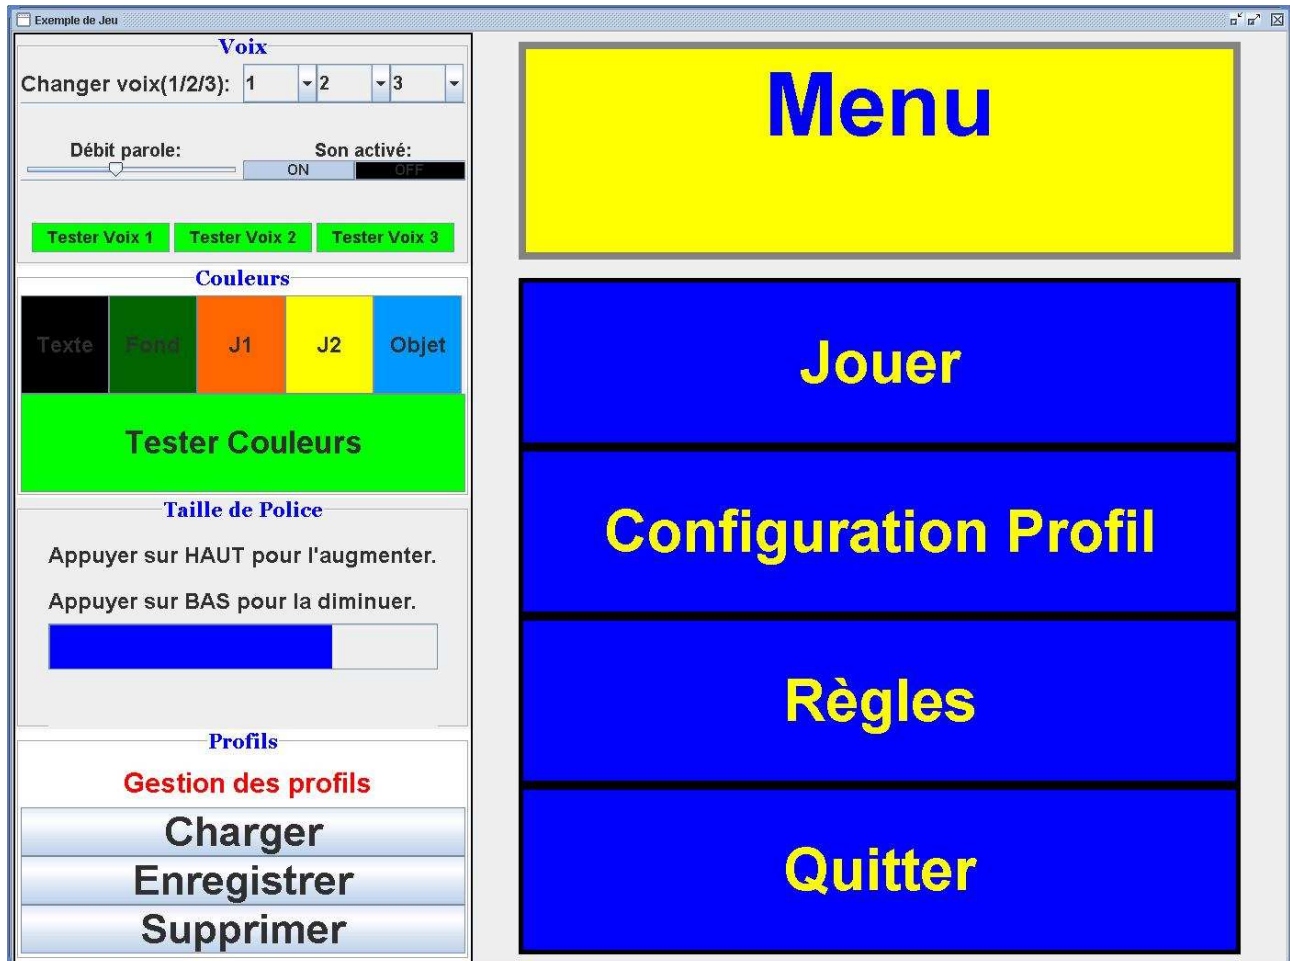 Exemple de Jeu
Voix
Changer voix(1/2/3): 1 2 3
Débit parole: Son activé:
ON OFF
Tester Voix 1 Tester Voix 2 Tester Voix 3
Couleurs
Texte Fond J1 J2 Objet
Tester Couleurs
Taille de Police
Appuyer sur HAUT pour l'augmenter.
Appuyer sur BAS pour la diminuer.
Profils
Gestion des profils
Charger
Enregistrer
Supprimer
Menu
Jouer
Configuration Profil
Règles
Quitter